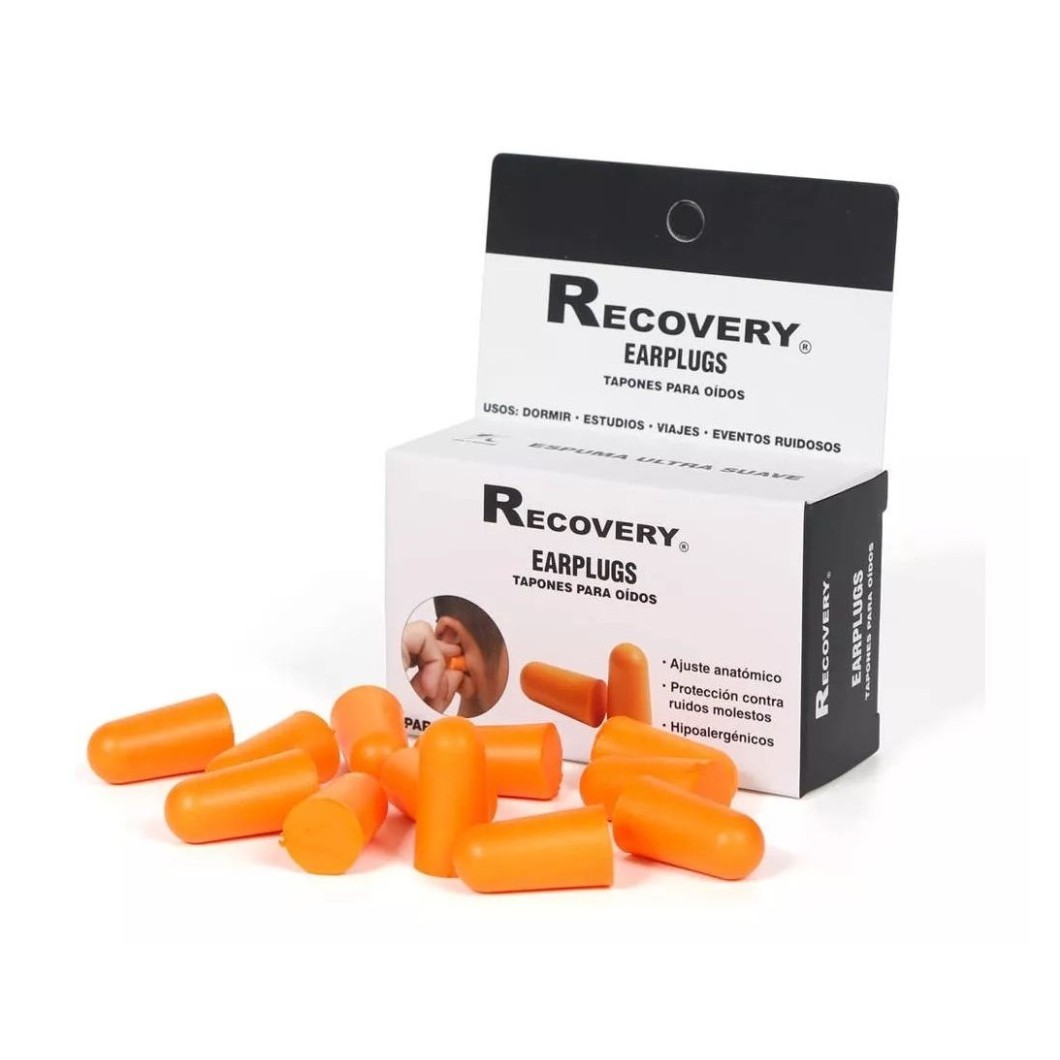 RECOVERY®
EARPLUGS
TAPONES PARA OÍDOS
USOS: DORMIR · ESTUDIOS · VIAJES · EVENTOS RUIDOSOS
ESPUMA ULTRA SUAVE
RECOVERY®
EARPLUGS
TAPONES PARA OÍDOS
· Ajuste anatómico
· Protección contra
ruidos molestos
· Hipoalergénicos
RECOVERY®
EARPLUGS
TAPONES PARA OÍDOS